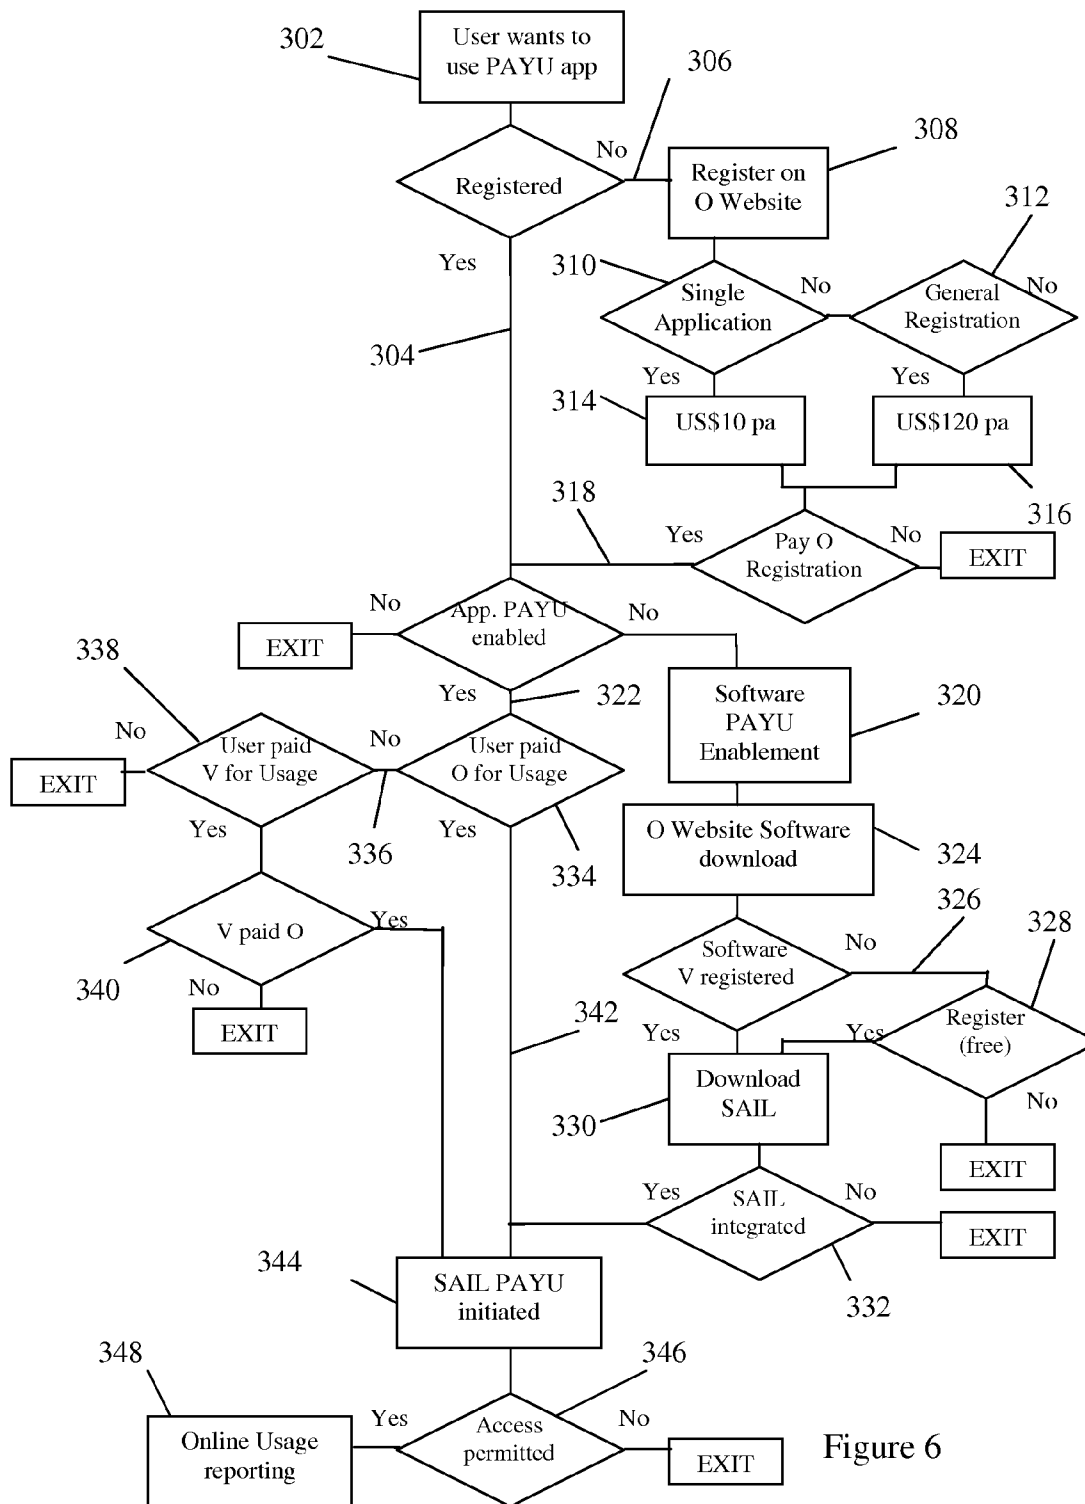 302
User wants to
use PAYU app
306
No
308
Registered
Register on
O Website
312
Yes
310
No
No
Single
Application
General
Registration
304
Yes
Yes
314
US$10 pa
US$120 pa
318
316
Yes
No
Pay O
Registration
EXIT
No
No
App. PAYU
enabled
EXIT
338
Yes
322
Software
PAYU
Enablement
320
No
User paid
V for Usage
No
User paid
O for Usage
EXIT
Yes
Yes
336
334
O Website Software
download
324
326
328
V paid O
Yes
340
No
Software
V registered
No
EXIT
342
Yes
Yes
Register
(free)
Download
SAIL
330
No
EXIT
Yes
SAIL
integrated
No
EXIT
344
SAIL PAYU
initiated
332
348
346
Yes
No
Online Usage
reporting
Access
permitted
EXIT
Figure 6